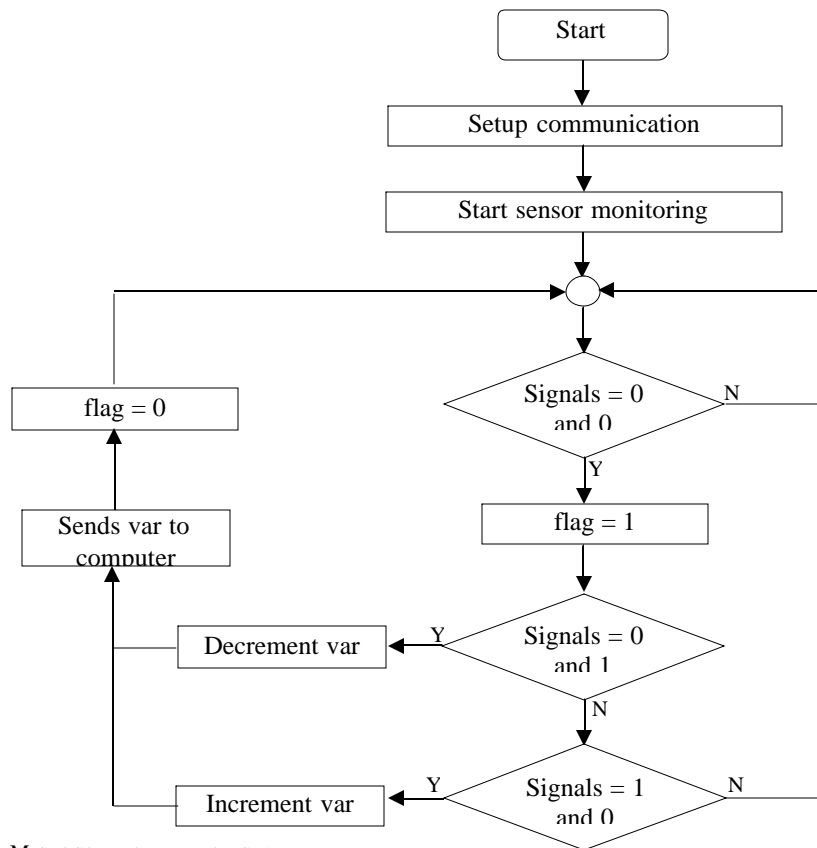 Start
Setup communication
Start sensor monitoring
Signals = 0
and 0
N
Y
flag = 0
flag = 1
Sends var to
computer
Signals = 0
and 1
Y
Decrement var
N
Signals = 1
and 0
Y
N
Increment var